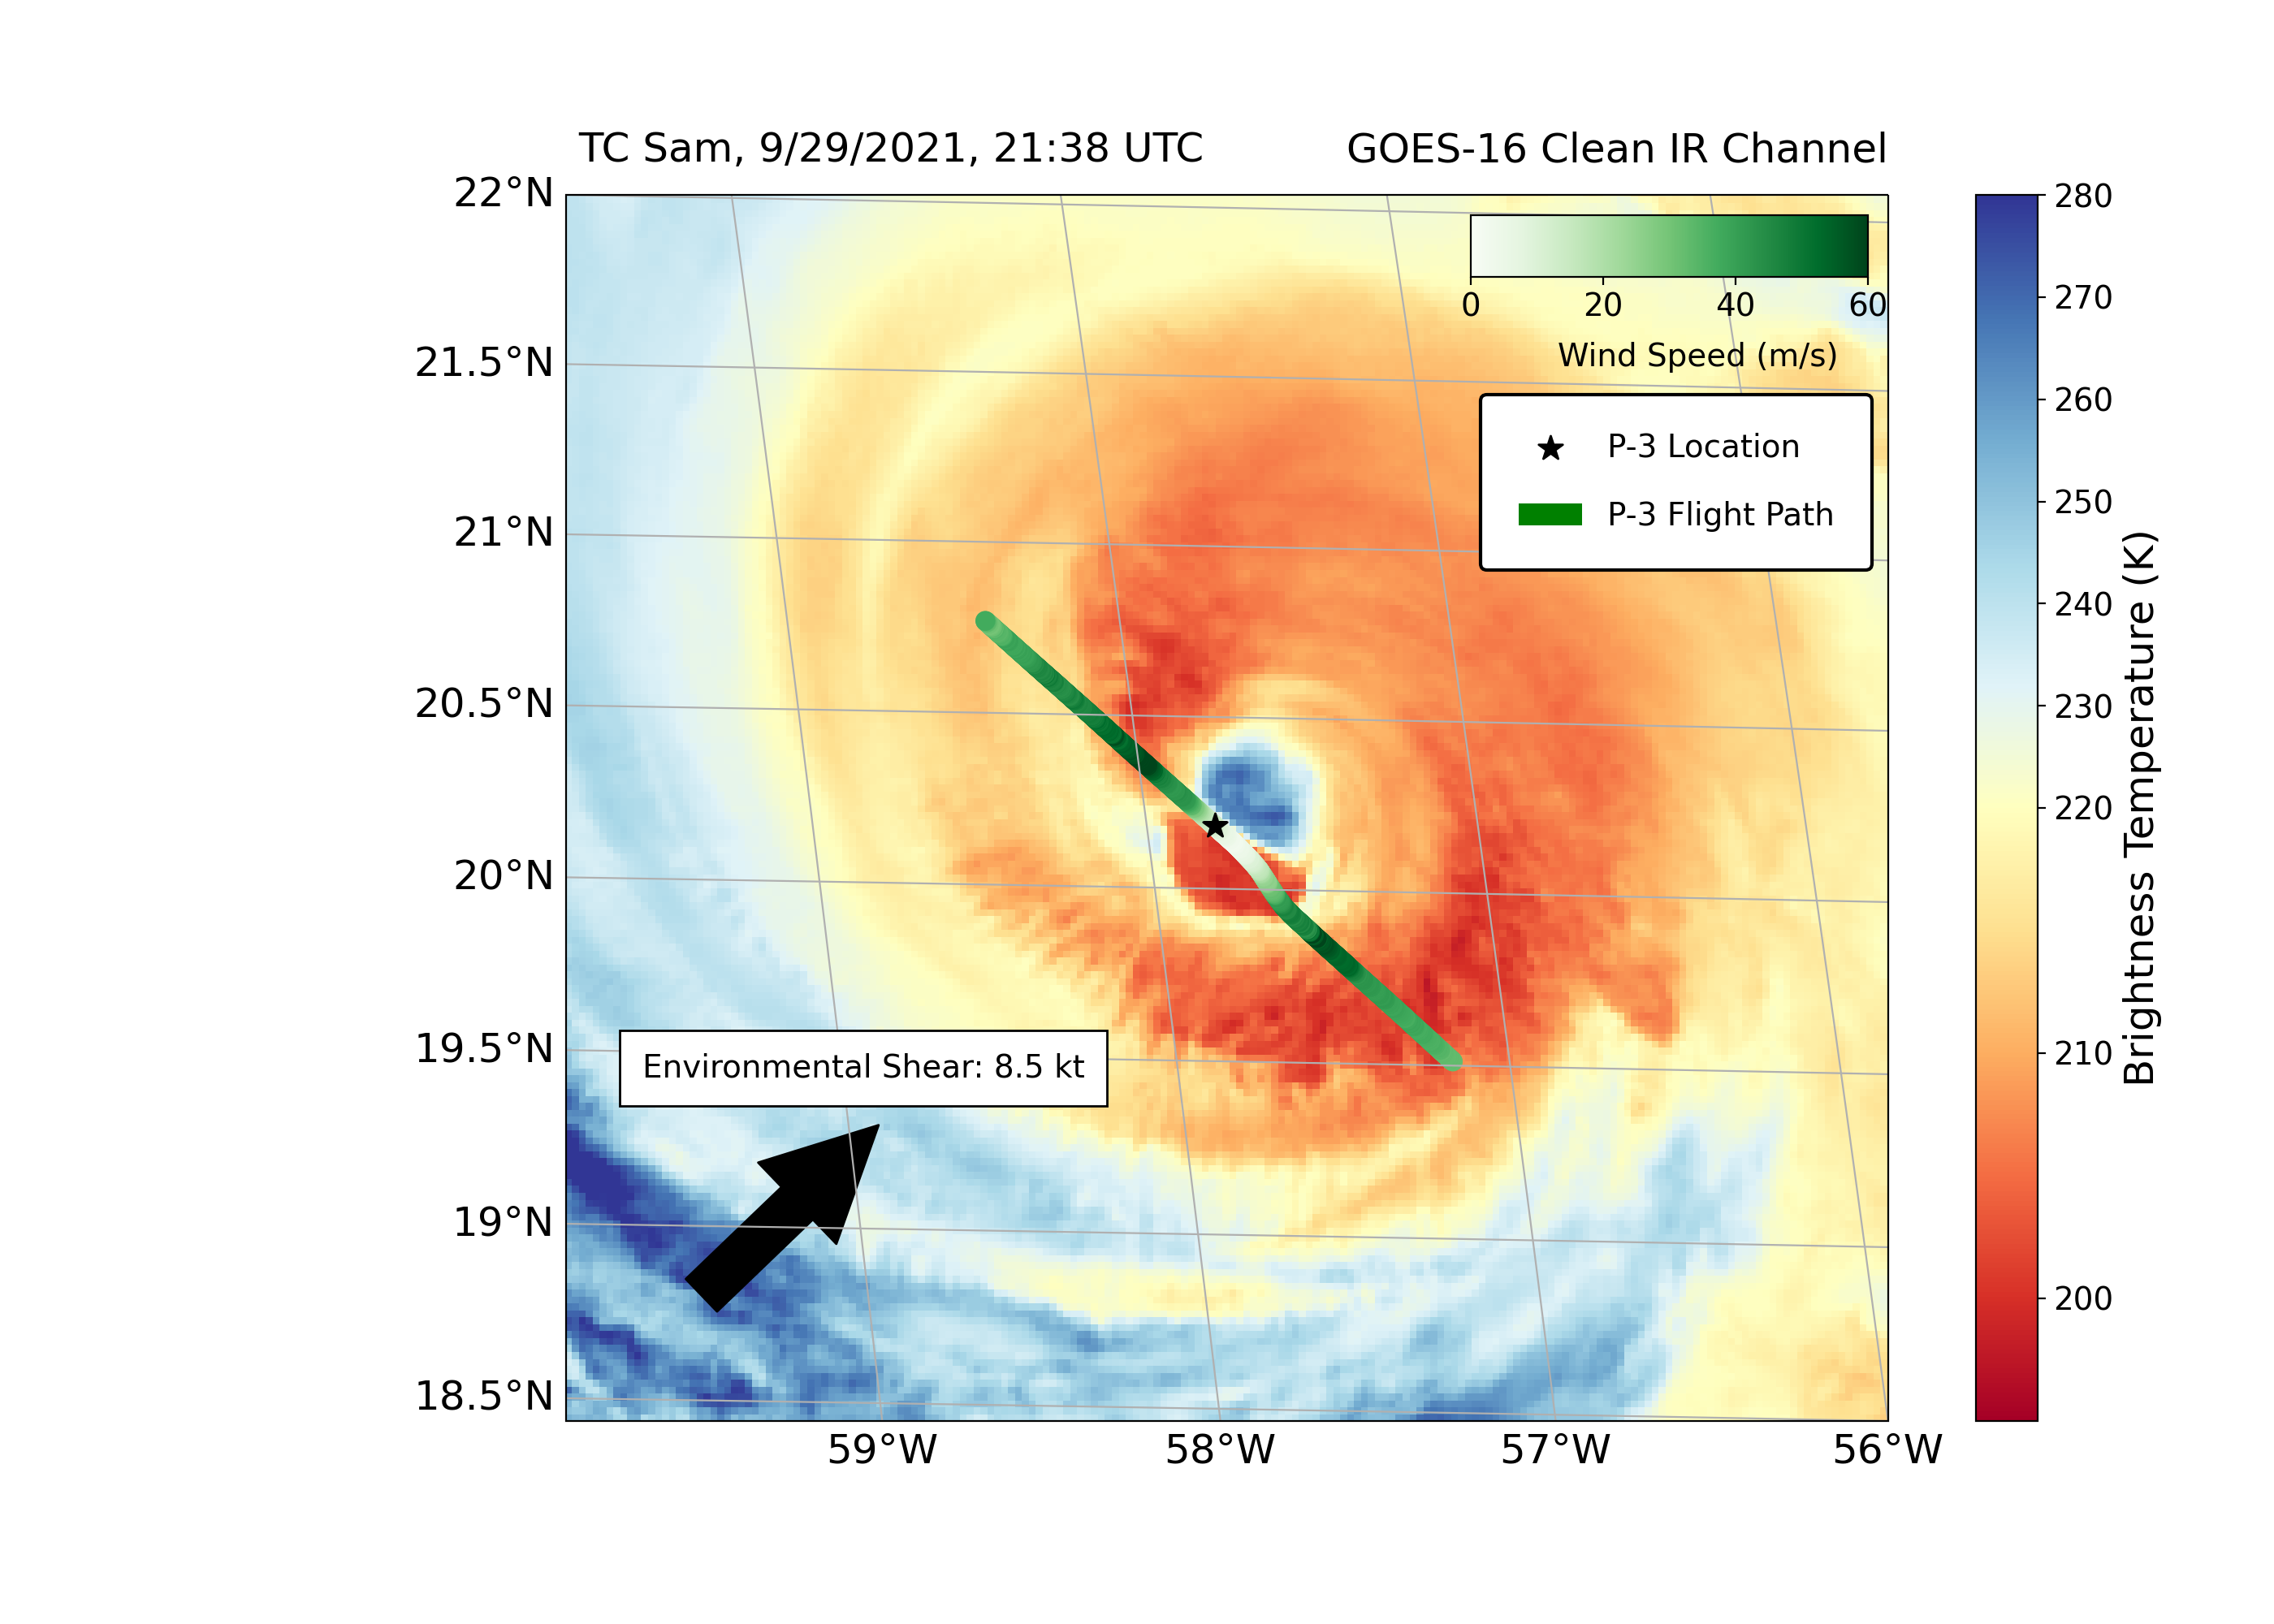 TC Sam, 9/29/2021, 21:38 UTC
GOES-16 Clean IR Channel
22°N
21.5°N
21°N
20.5°N
20°N
19.5°N
19°N
18.5°N
59°W
58°W
57°W
56°W
0 20 40 60
Wind Speed (m/s)
P-3 Location
P-3 Flight Path
Environmental Shear: 8.5 kt
280
270
260
250
240
230
220
210
200
Brightness Temperature (K)